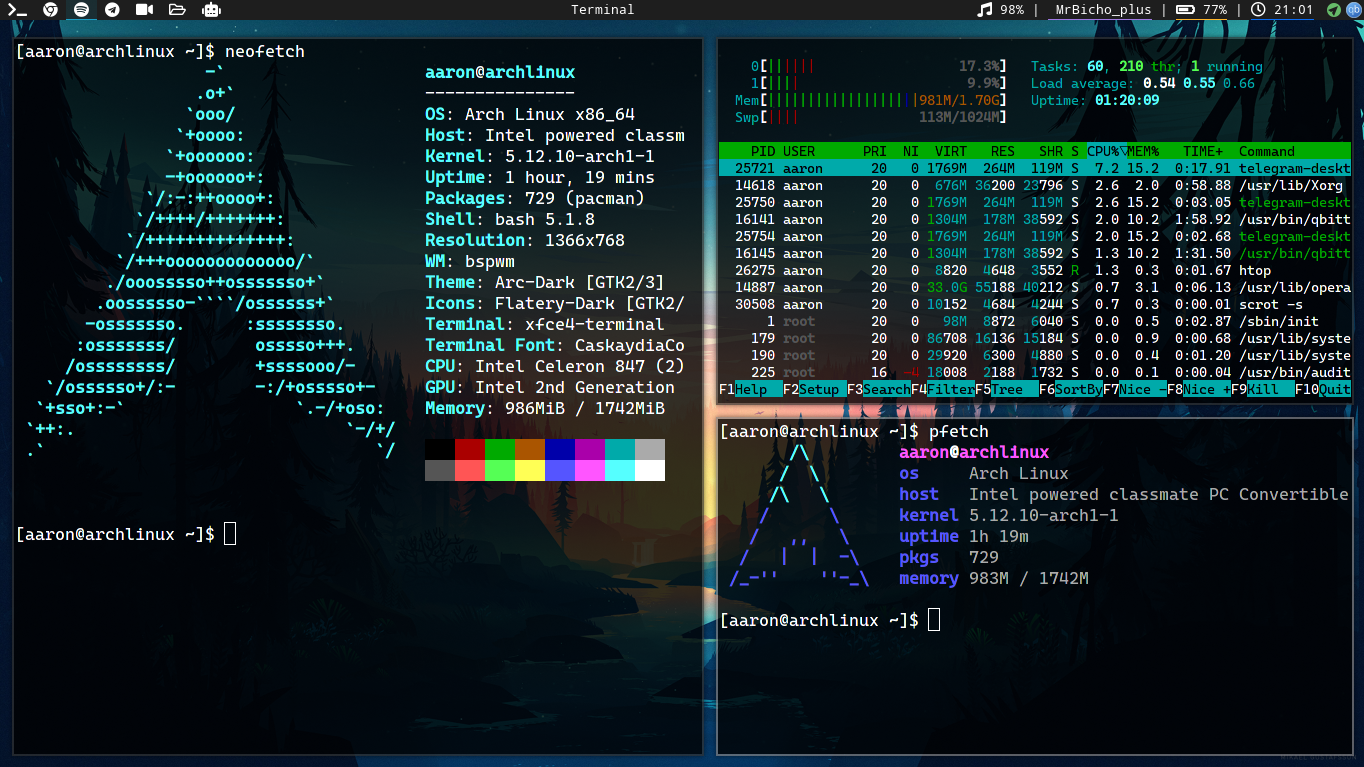 Terminal
98% | MrBicho_plus | 77% | 21:01
[aaron@archlinux ~]$ neofetch
aaron@archlinux
---------------
OS: Arch Linux x86_64
Host: Intel powered classm
Kernel: 5.12.10-arch1-1
Uptime: 1 hour, 19 mins
Packages: 729 (pacman)
Shell: bash 5.1.8
Resolution: 1366x768
WM: bspwm
Theme: Arc-Dark [GTK2/3]
Icons: Flatery-Dark [GTK2/
Terminal: xfce4-terminal
Terminal Font: CaskaydiaCo
CPU: Intel Celeron 847 (2)
GPU: Intel 2nd Generation
Memory: 986MiB / 1742MiB
[aaron@archlinux ~]$
0[||||||| 17.3%]
1[|||| 9.9%]
Mem[||||||||||||||||||||981M/1.70G]
Swp[|||| 113M/1024M]
Tasks: 60, 210 thr; 1 running
Load average: 0.54 0.55 0.66
Uptime: 01:20:09
PID USER PRI NI VIRT RES SHR S CPU%▽MEM% TIME+ Command
25721 aaron 20 0 1769M 264M 119M S 7.2 15.2 0:17.91 telegram-deskt
14618 aaron 20 0 676M 36200 23796 S 2.6 2.0 0:58.88 /usr/lib/Xorg
25750 aaron 20 0 1769M 264M 119M S 2.6 15.2 0:03.05 telegram-deskt
16141 aaron 20 0 1304M 178M 38592 S 2.0 10.2 1:58.92 /usr/bin/qbitt
25754 aaron 20 0 1769M 264M 119M S 2.0 15.2 0:02.68 telegram-deskt
16145 aaron 20 0 1304M 178M 38592 S 1.3 10.2 1:31.50 /usr/bin/qbitt
26275 aaron 20 0 8820 4648 3552 R 1.3 0.3 0:01.67 htop
14887 aaron 20 0 33.0G 55188 40212 S 0.7 3.1 0:06.13 /usr/lib/opera
30508 aaron 20 0 10152 4684 4244 S 0.7 0.3 0:00.01 scrot -s
1 root 20 0 98M 8872 6040 S 0.0 0.5 0:02.87 /sbin/init
179 root 20 0 86708 16136 15184 S 0.0 0.9 0:00.68 /usr/lib/syste
190 root 20 0 29920 6300 4880 S 0.0 0.4 0:01.20 /usr/lib/syste
225 root 16 -4 18008 2188 1732 S 0.0 0.1 0:00.04 /usr/bin/audit
F1Help F2Setup F3SearchF4FilterF5Tree F6SortByF7Nice -F8Nice +F9Kill F10Quit
[aaron@archlinux ~]$ pfetch
aaron@archlinux
os Arch Linux
host Intel powered classmate PC Convertible
kernel 5.12.10-arch1-1
uptime 1h 19m
pkgs 729
memory 983M / 1742M
[aaron@archlinux ~]$